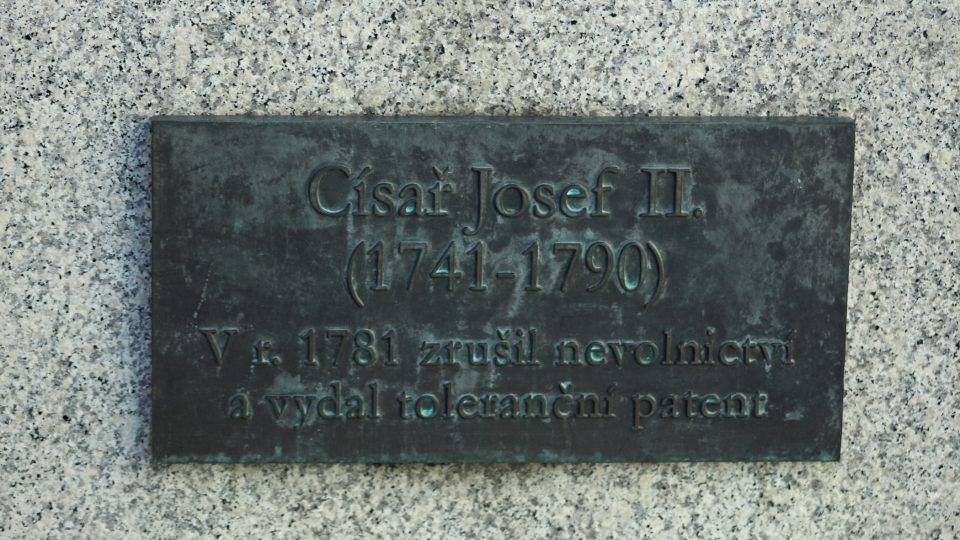 Císař Josef II.
(1741-1790)
V r. 1781 zrušil nevolnictví
a vydal toleranční patent